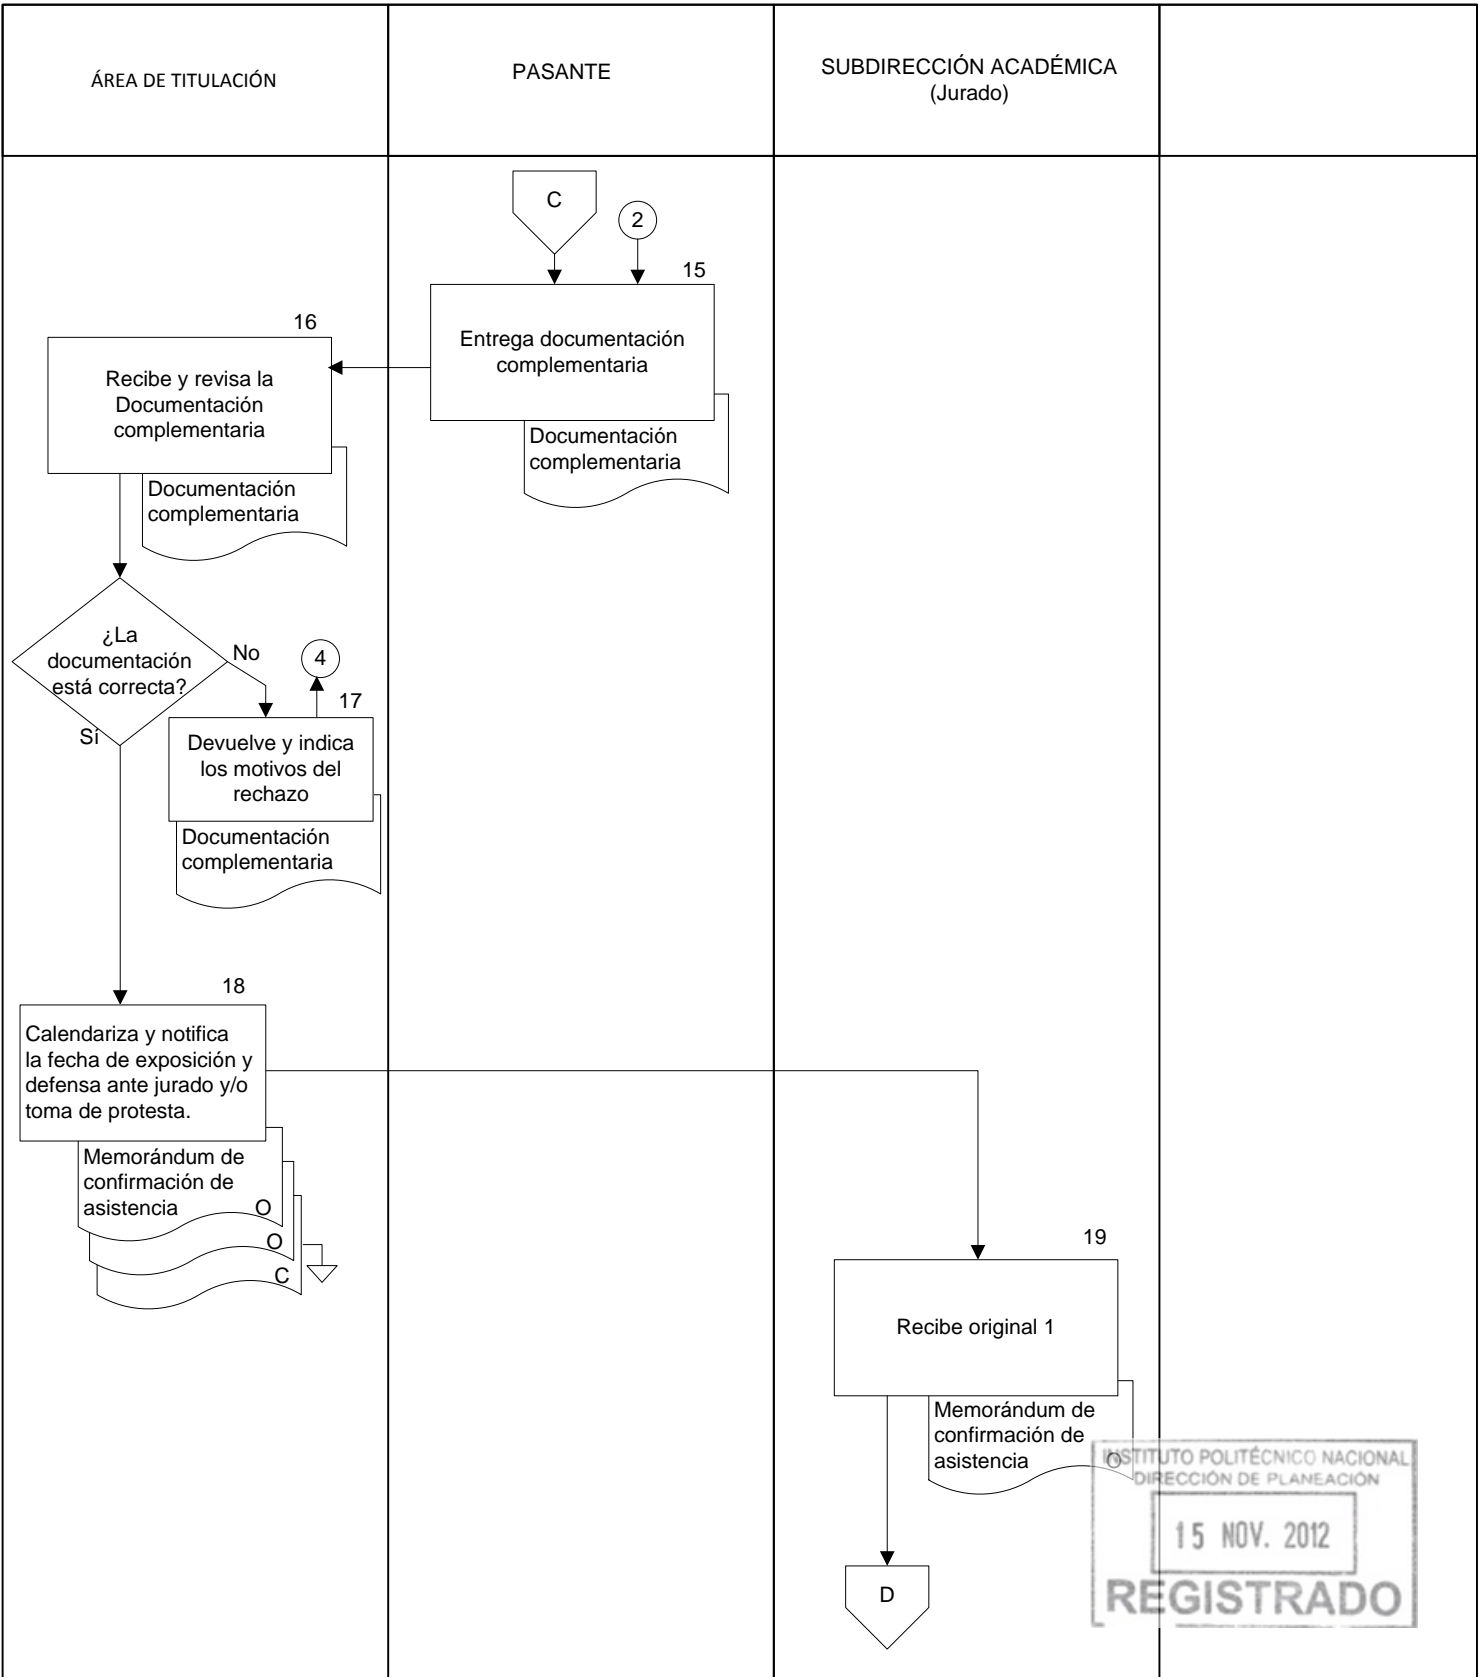 ÁREA DE TITULACIÓN
PASANTE
SUBDIRECCIÓN ACADÉMICA
(Jurado)
C
2
15
Entrega documentación
complementaria
Documentación
complementaria
16
Recibe y revisa la
Documentación
complementaria
Documentación
complementaria
¿La
documentación
está correcta?
No
Sí
4
17
Devuelve y indica
los motivos del
rechazo
Documentación
complementaria
18
Calendariza y notifica
la fecha de exposición y
defensa ante jurado y/o
toma de protesta.
Memorándum de
confirmación de
asistencia
O
O
C
19
Recibe original 1
Memorándum de
confirmación de
asistencia
O
D
INSTITUTO POLITÉCNICO NACIONAL
DIRECCIÓN DE PLANEACIÓN
15 NOV. 2012
REGISTRADO